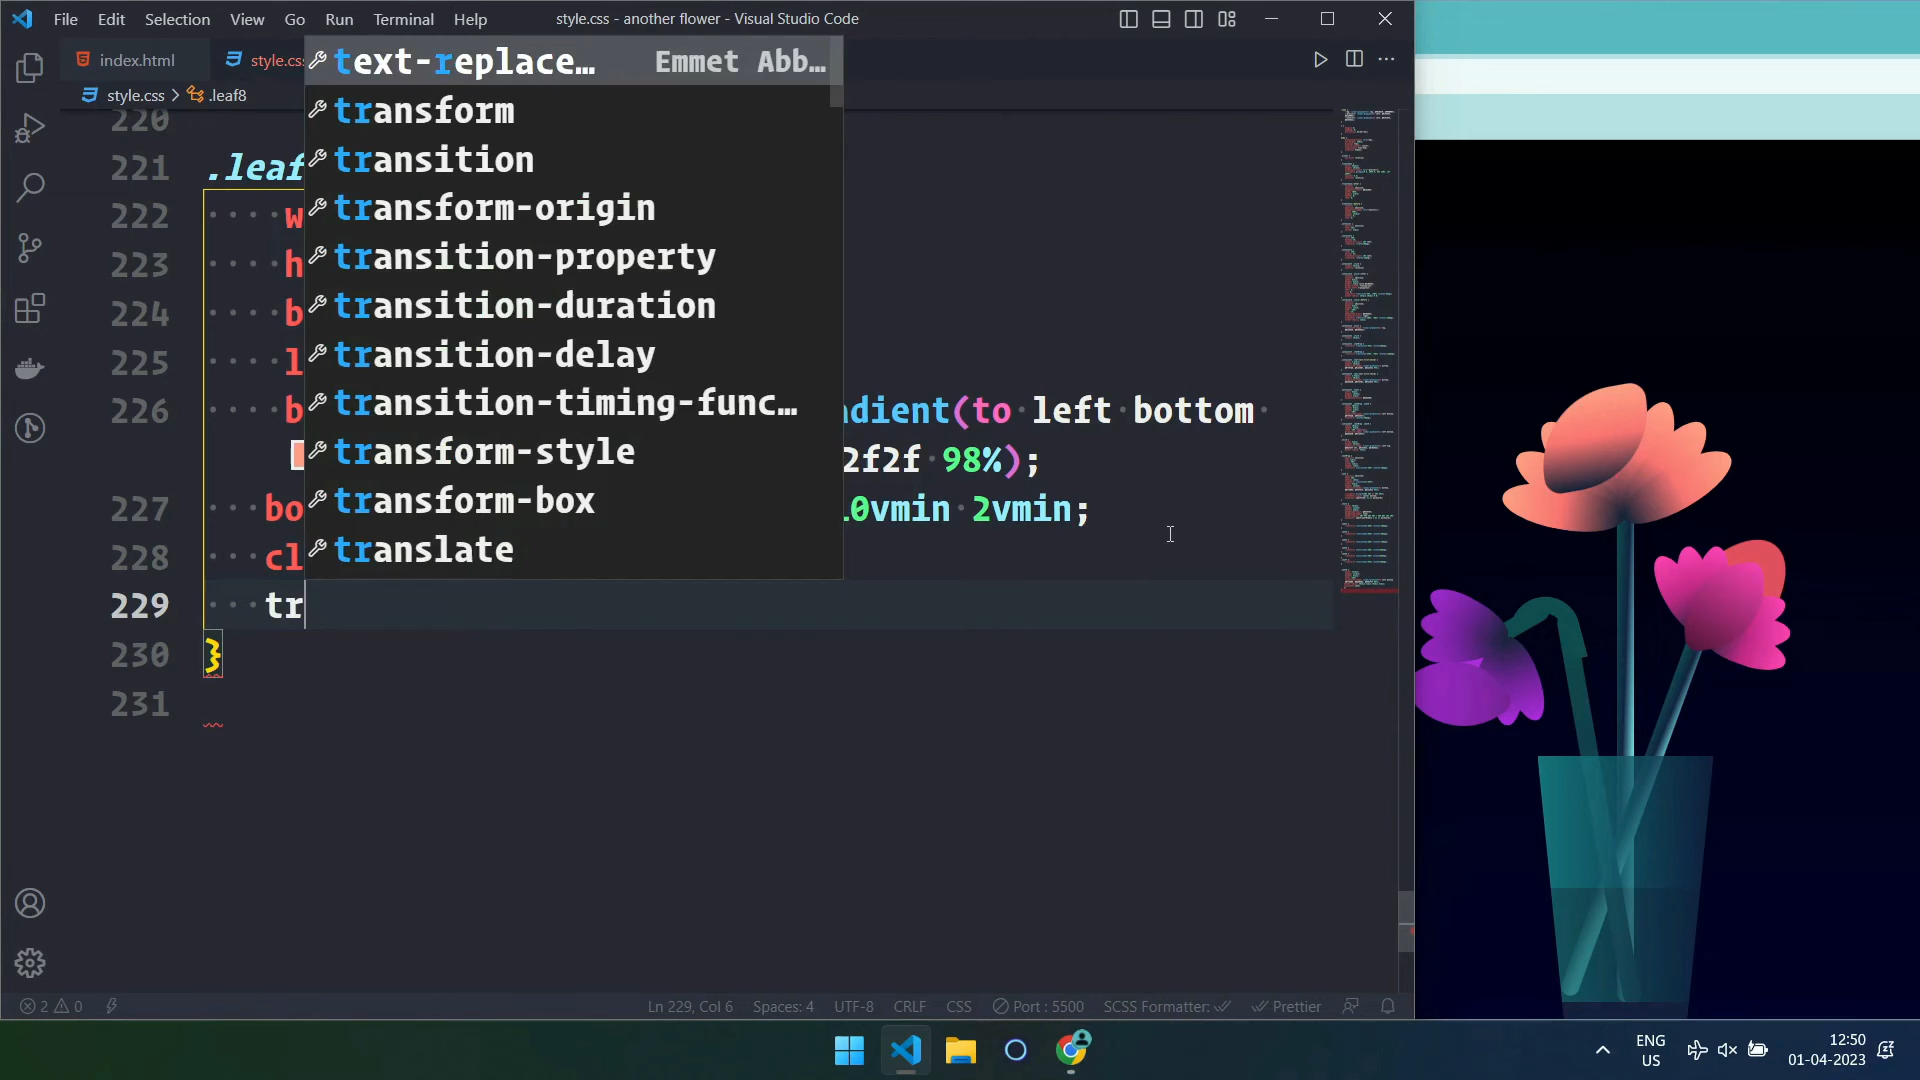 File Edit Selection View Go Run Terminal Help
style.css - another flower - Visual Studio Code
index.html
style.cs
style.css > .leaf8
text-replace… Emmet Abb…
transform
transition
transform-origin
transition-property
transition-duration
transition-delay
transition-timing-func…
transform-style
transform-box
translate
220
221 .leaf
222 w
223 h
224 b
225 l
226 b adient(to left bottom
2f2f 98%);
227 bo 10vmin 2vmin;
228 cl
229 tr
230 }
231
2 0
Ln 229, Col 6 Spaces: 4 UTF-8 CRLF CSS Port : 5500 SCSS Formatter: Prettier
ENG
US
12:50
01-04-2023